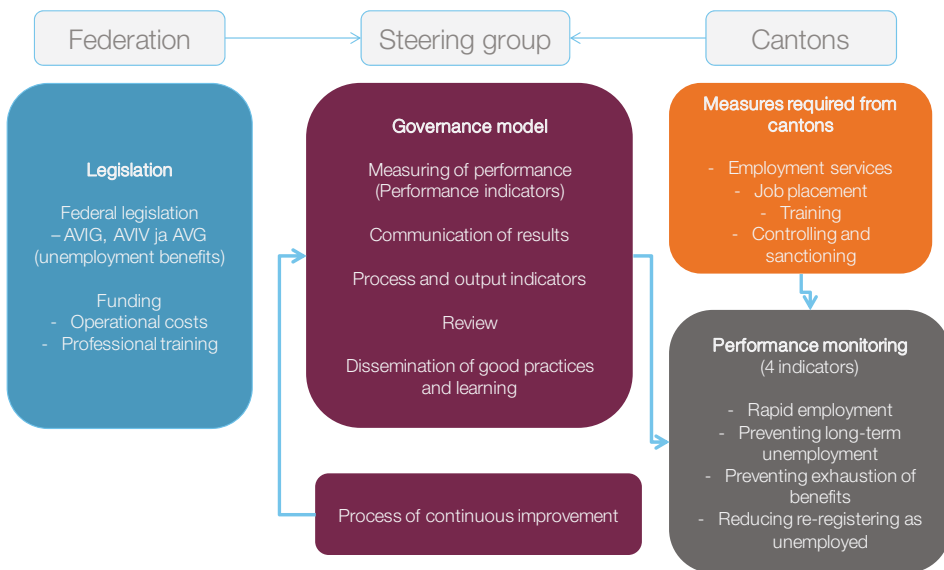 Federation
Steering group
Cantons
Legislation
Federal legislation
– AVIG, AVIV ja AVG
(unemployment benefits)
Funding
- Operational costs
- Professional training
Governance model
Measuring of performance
(Performance indicators)
Communication of results
Process and output indicators
Review
Dissemination of good practices
and learning
Process of continuous improvement
Measures required from
cantons
- Employment services
- Job placement
- Training
- Controlling and
sanctioning
Performance monitoring
(4 indicators)
- Rapid employment
- Preventing long-term
unemployment
- Preventing exhaustion of
benefits
- Reducing re-registering as
unemployed